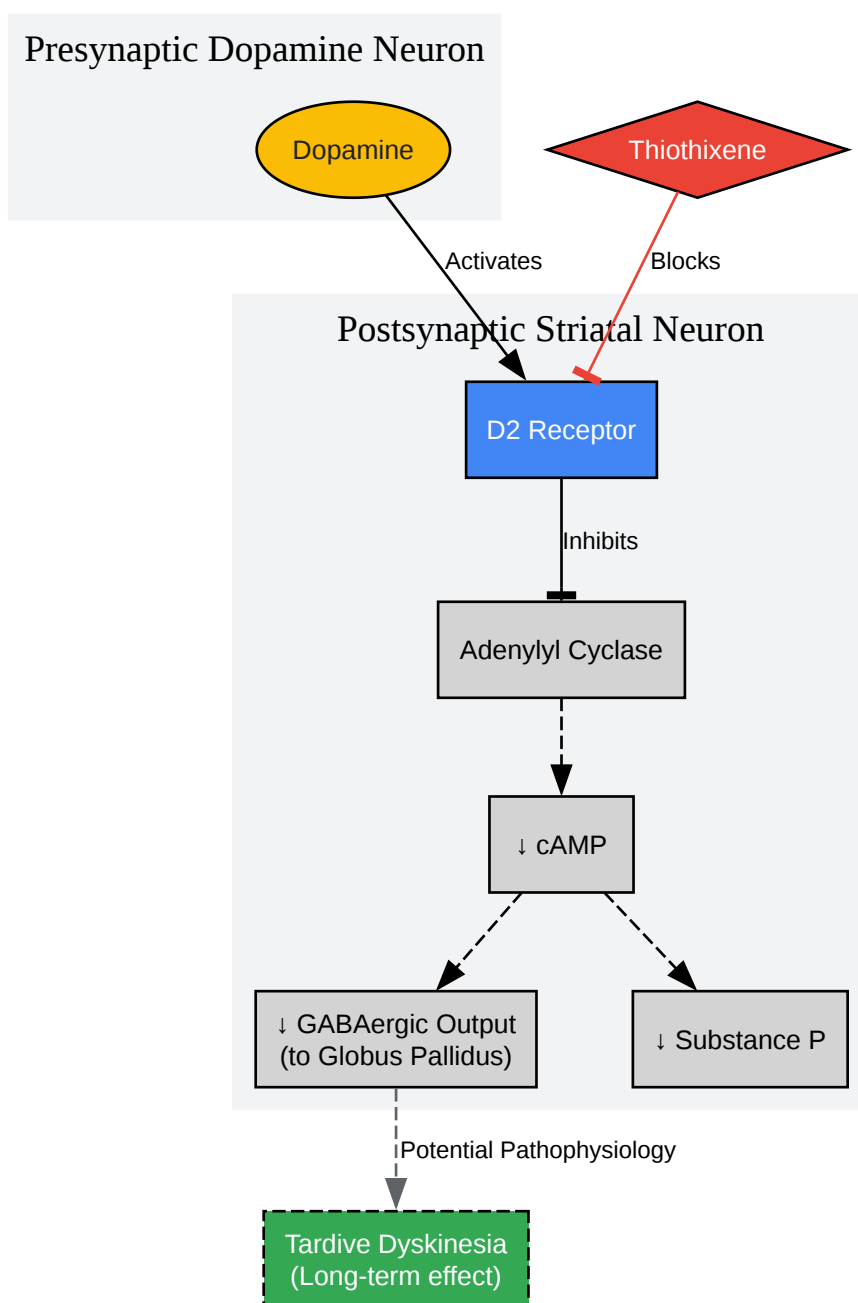 Presynaptic Dopamine Neuron
Dopamine
Thiothixene
Activates
Blocks
Postsynaptic Striatal Neuron
D2 Receptor
Inhibits
Adenylyl Cyclase
↓ cAMP
↓ GABAergic Output
(to Globus Pallidus)
↓ Substance P
Potential Pathophysiology
Tardive Dyskinesia
(Long-term effect)